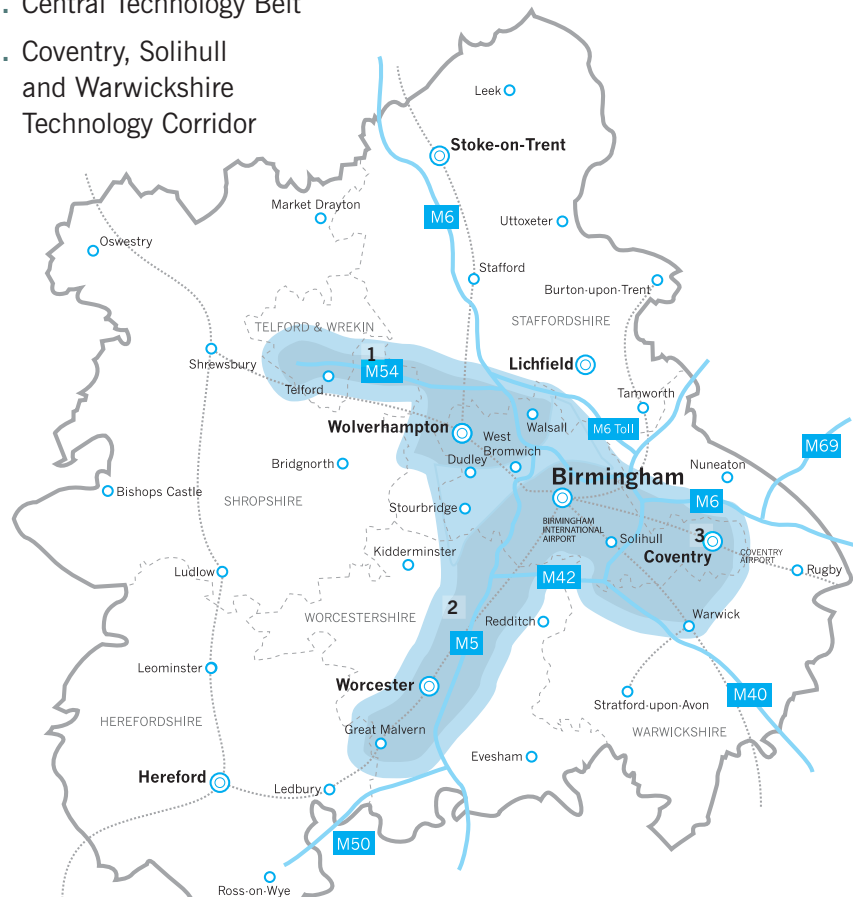 . Central Technology Belt
. Coventry, Solihull
and Warwickshire
Technology Corridor
Leek
Stoke-on-Trent
Market Drayton
M6
Uttoxeter
Oswestry
Stafford
Burton-upon-Trent
TELFORD & WREKIN
STAFFORDSHIRE
1
Shrewsbury
M54
Lichfield
Telford
Tamworth
Wolverhampton
Walsall
M6 Toll
West
Bromwich
M69
Dudley
Bridgnorth
Nuneaton
Birmingham
Bishops Castle
SHROPSHIRE
M6
Stourbridge
BIRMINGHAM
INTERNATIONAL
AIRPORT
Solihull
3
Coventry
COVENTRY
AIRPORT
Kidderminster
Ludlow
M42
Rugby
2
WORCESTERSHIRE
Redditch
Warwick
M5
Leominster
Worcester
M40
Stratford-upon-Avon
HEREFORDSHIRE
Great Malvern
WARWICKSHIRE
Evesham
Hereford
Ledbury
M50
Ross-on-Wye